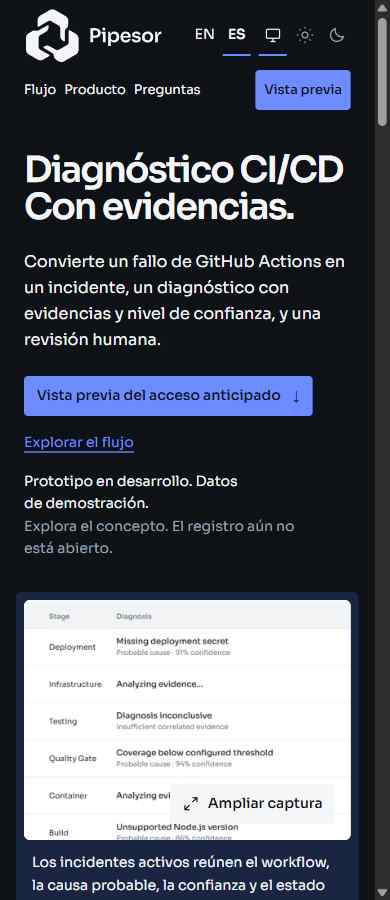 Pipesor
EN ES
Flujo Producto Preguntas
Vista previa
Diagnóstico CI/CD
Con evidencias.
Convierte un fallo de GitHub Actions en
un incidente, un diagnóstico con
evidencias y nivel de confianza, y una
revisión humana.
Vista previa del acceso anticipado ↓
Explorar el flujo
Prototipo en desarrollo. Datos
de demostración.
Explora el concepto. El registro aún no
está abierto.
Stage Diagnosis
Deployment Missing deployment secret
Probable cause · 91% confidence
Infrastructure Analyzing evidence...
Testing Diagnosis inconclusive
Insufficient correlated evidence
Quality Gate Coverage below configured threshold
Probable cause · 94% confidence
Container Analyzing evi
Ampliar captura
Build Unsupported Node.js version
Probable cause · 86% confidence
Los incidentes activos reúnen el workflow,
la causa probable, la confianza y el estado